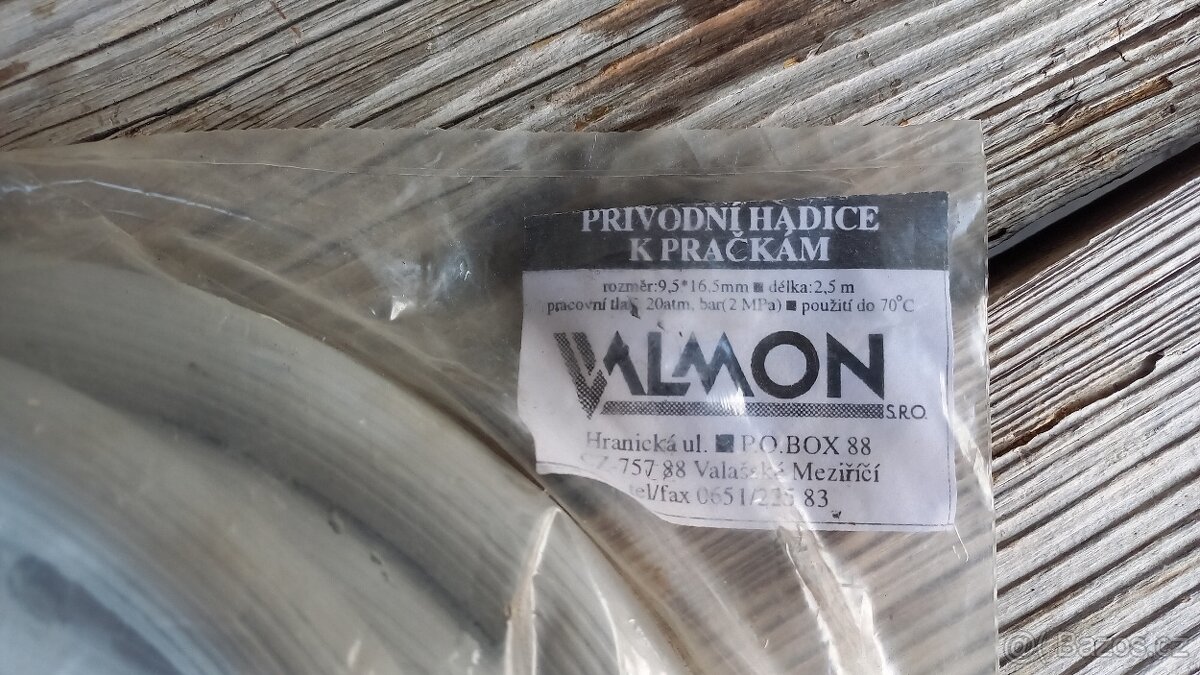 PŘIVODNÍ HADICE
K PRAČKÁM
rozměr:9,5*16,5mm ■ délka:2,5 m
pracovní tlak 20atm, bar(2 MPa) ■ použití do 70°C
VALMON
S.R.O.
Hranická ul. ■ P.O.BOX 88
CZ-757 88 Valašské Meziříčí
tel/fax 0651/225 83
Bazos.cz